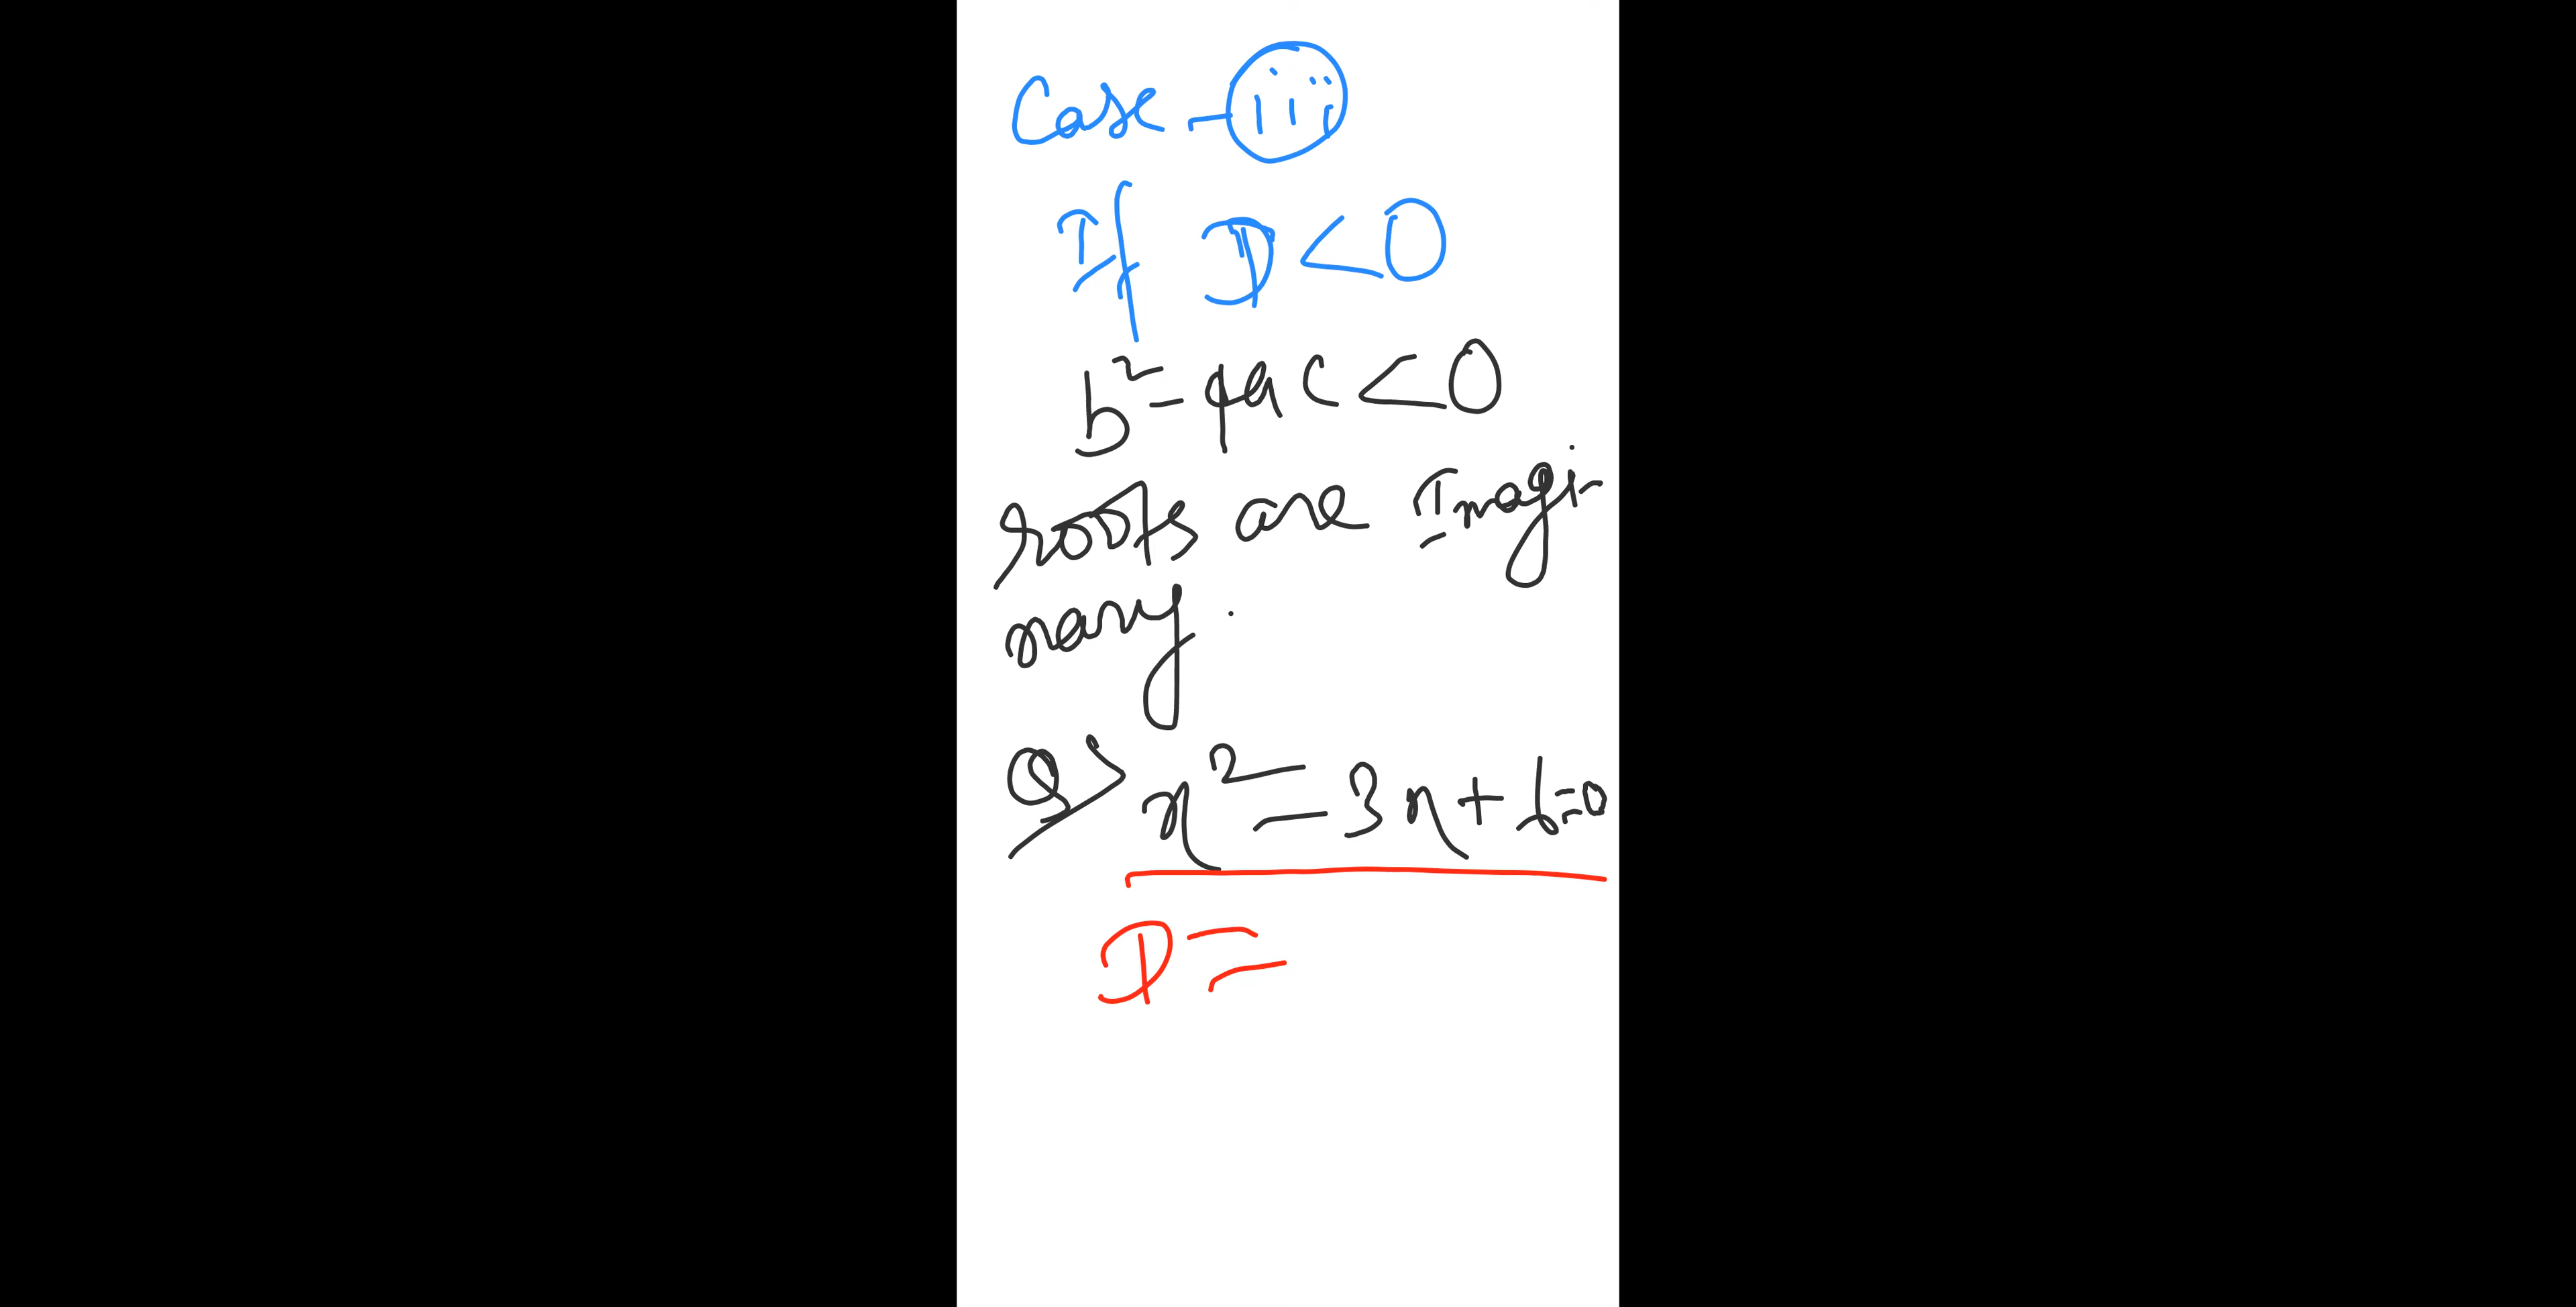 Case - iii
If D < 0
b² - 4ac < 0
roots are Imagi-
nary.
Q) x² - 3x + 6 = 0
D =